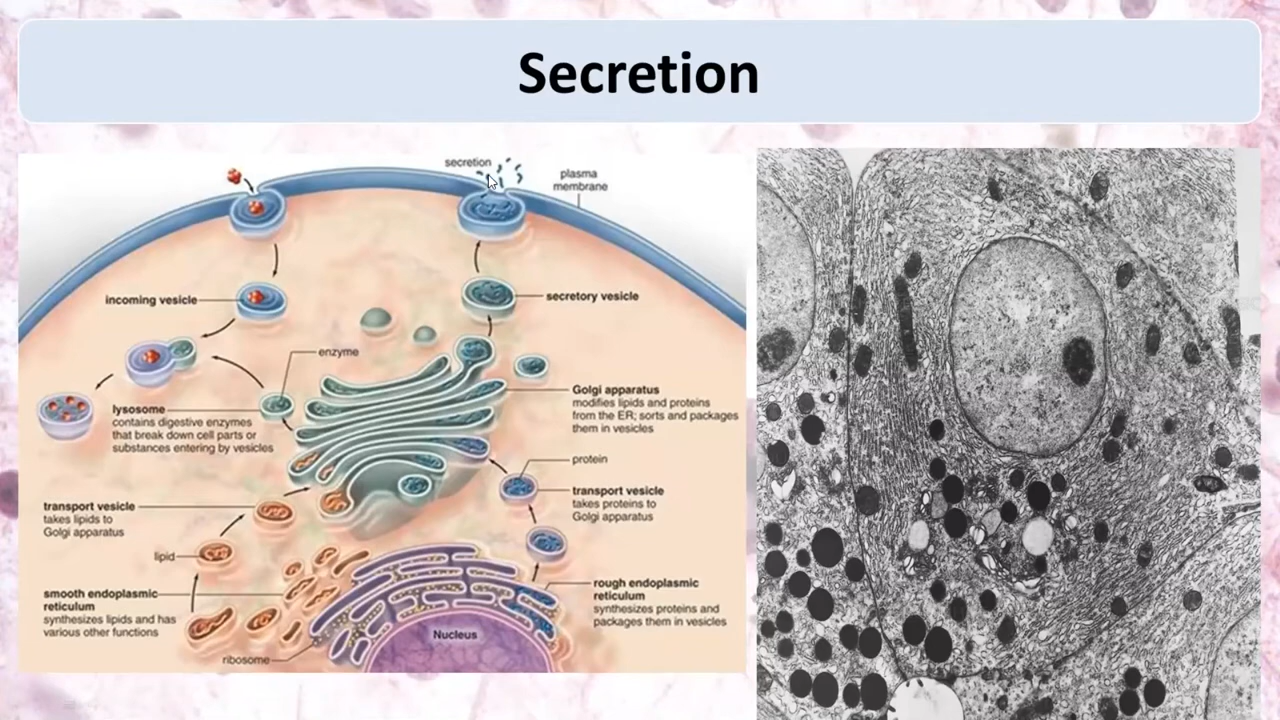 Secretion
secretion
plasma
membrane
incoming vesicle
secretory vesicle
enzyme
Golgi apparatus
modifies lipids and proteins
from the ER; sorts and packages
them in vesicles
lysosome
contains digestive enzymes
that break down cell parts or
substances entering by vesicles
protein
transport vesicle
takes proteins to
Golgi apparatus
transport vesicle
takes lipids to
Golgi apparatus
lipid
rough endoplasmic
reticulum
synthesizes proteins and
packages them in vesicles
smooth endoplasmic
reticulum
synthesizes lipids and has
various other functions
Nucleus
ribosome